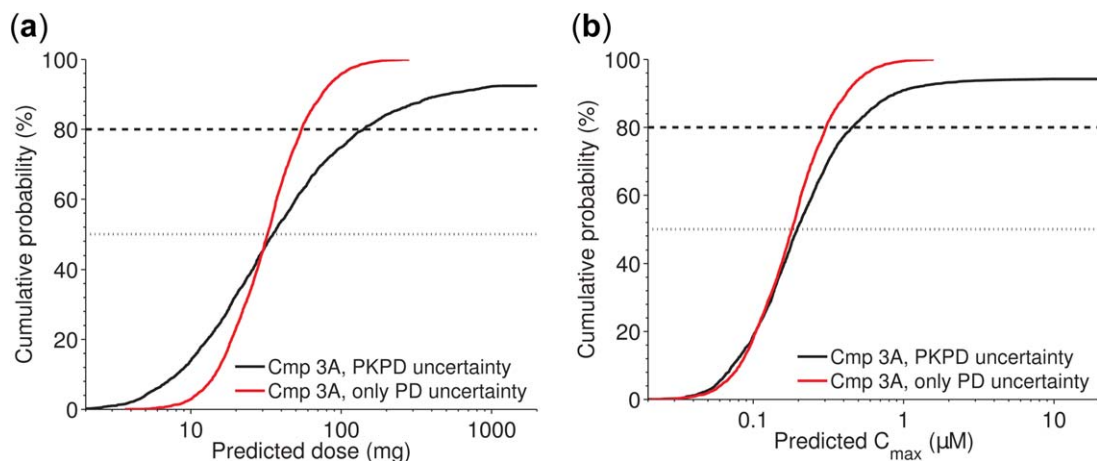 (a)
100
80
60
40
20
0
Cumulative probability (%)
Cmp 3A, PKPD uncertainty
Cmp 3A, only PD uncertainty
10
100
1000
Predicted dose (mg)
(b)
100
80
60
40
20
0
Cumulative probability (%)
Cmp 3A, PKPD uncertainty
Cmp 3A, only PD uncertainty
0.1
1
10
Predicted Cmax (μM)